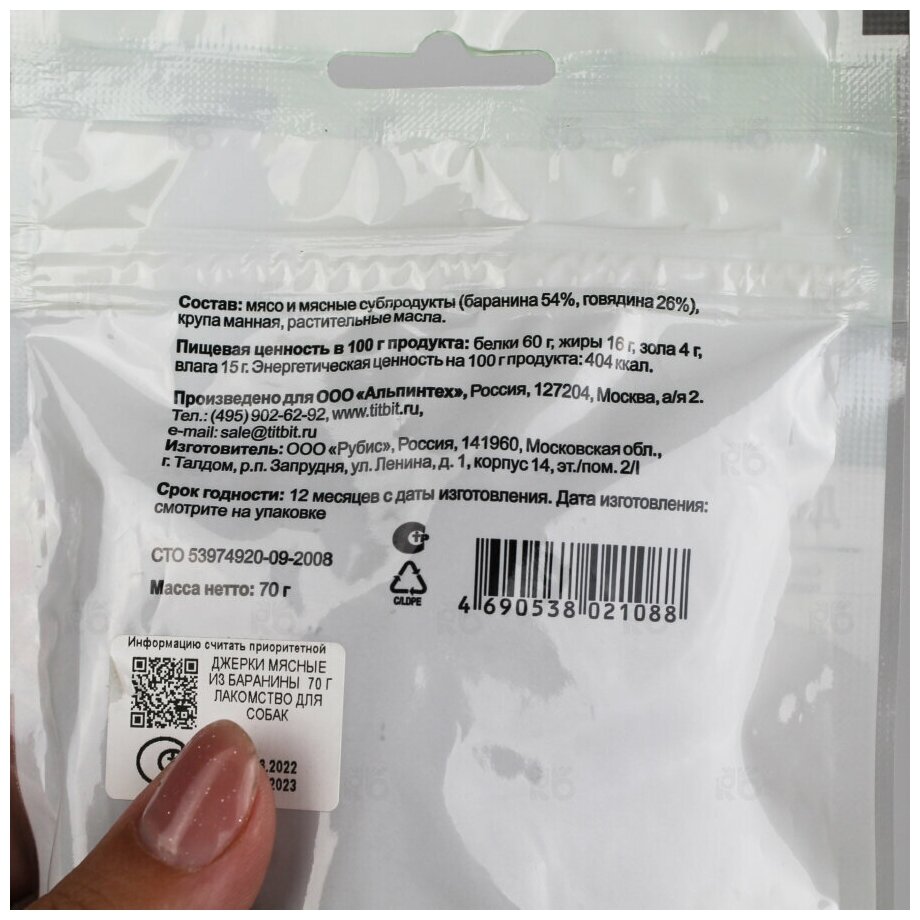 Состав: мясо и мясные субпродукты (баранина 54%, говядина 26%),
крупа манная, растительные масла.
Пищевая ценность в 100 г продукта: белки 60 г, жиры 16 г, зола 4 г,
влага 15 г. Энергетическая ценность на 100 г продукта: 404 ккал.
Произведено для ООО «Альпинтех», Россия, 127204, Москва, а/я 2.
Тел.: (495) 902-62-92, www.titbit.ru,
e-mail: sale@titbit.ru
Изготовитель: ООО «Рубис», Россия, 141960, Московская обл.,
г. Талдом, р.п. Запрудня, ул. Ленина, д. 1, корпус 14, эт./пом. 2/I
Срок годности: 12 месяцев с даты изготовления. Дата изготовления:
смотрите на упаковке
СТО 53974920-09-2008
Масса нетто: 70 г
C/LDPE
4 690538 021088
Информацию считать приоритетной
ДЖЕРКИ МЯСНЫЕ
ИЗ БАРАНИНЫ 70 Г
ЛАКОМСТВО ДЛЯ
СОБАК
.2022
2023